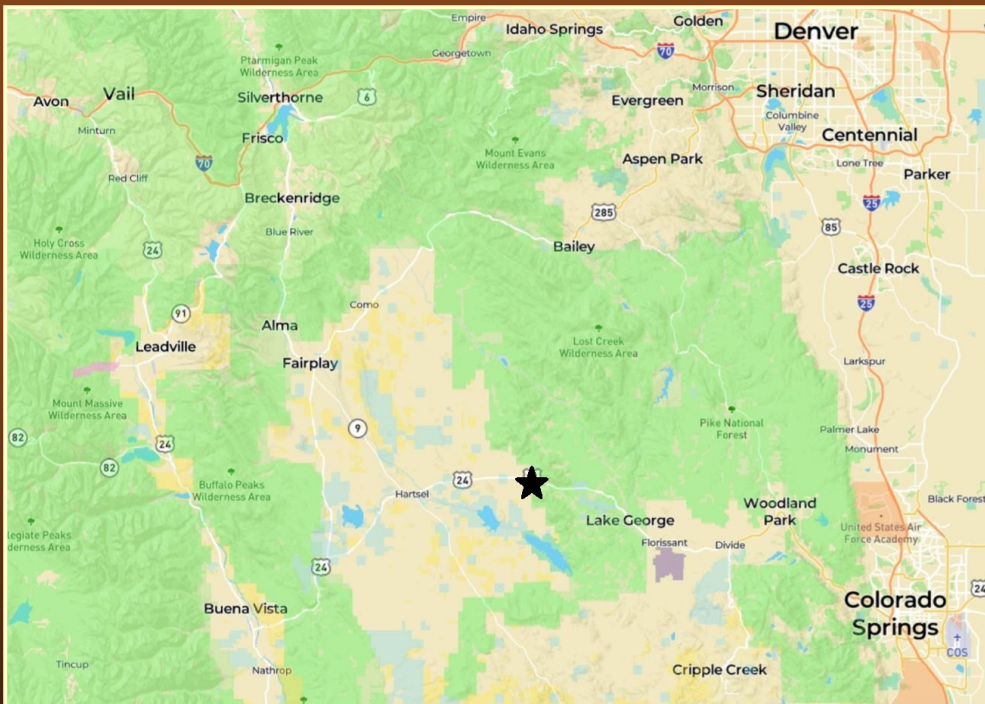 Empire
Idaho Springs
Golden
Denver
Georgetown
70
Ptarmigan Peak
Wilderness Area
Avon
Vail
Silverthorne
6
Evergreen
Morrison
Sheridan
Minturn
Frisco
Columbine
Valley
Centennial
70
Mount Evans
Wilderness Area
Aspen Park
Lone Tree
Parker
Red Cliff
Breckenridge
285
25
85
Blue River
Holy Cross
Wilderness Area
24
Bailey
Castle Rock
Como
25
91
Alma
Leadville
Lost Creek
Wilderness Area
Fairplay
Larkspur
Mount Massive
Wilderness Area
82
9
24
Pike National
Forest
Palmer Lake
Monument
82
Buffalo Peaks
Wilderness Area
24
Hartsel
Woodland
Park
Black Forest
legiate Peaks
derness Area
Lake George
United States Air
Force Academy
Florissant
Divide
24
24
Buena Vista
Colorado
Springs
COS
Tincup
Nathrop
Cripple Creek